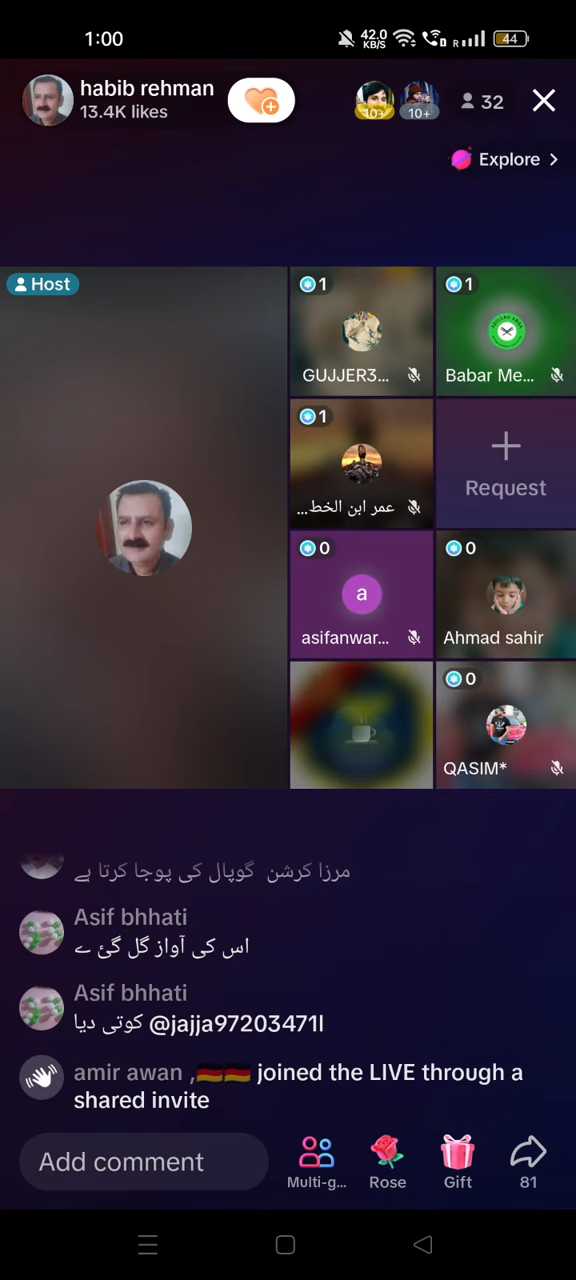 1:00
42.0
KB/S
R
44
habib rehman
13.4K likes
10+
10+
32
Explore
Host
1
GUJJER3...
1
Babar Me...
1
عمر ابن الخط...
Request
0
a
asifanwar...
0
Ahmad sahir
0
QASIM*
مرزا کرشن گوپال کی پوجا کرتا ہے
Asif bhhati
اس کی آواز گل گئ ے
Asif bhhati
کوتی دیا @jajja97203471l
amir awan ,🇩🇪🇩🇪 joined the LIVE through a
shared invite
Add comment
Multi-g...
Rose
Gift
81